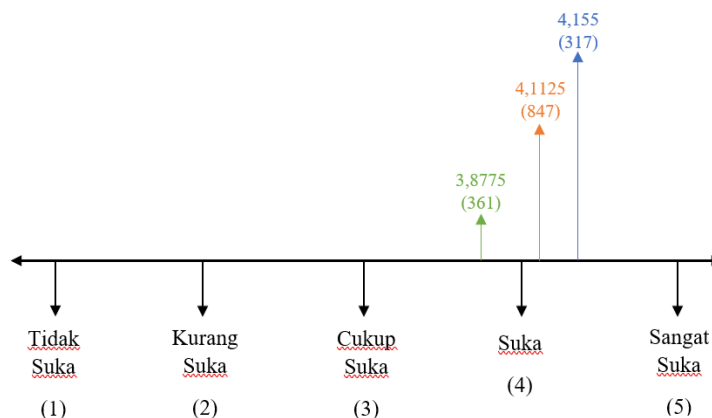 4,155
(317)
4,1125
(847)
3,8775
(361)
Tidak
Suka
(1)
Kurang
Suka
(2)
Cukup
Suka
(3)
Suka
(4)
Sangat
Suka
(5)